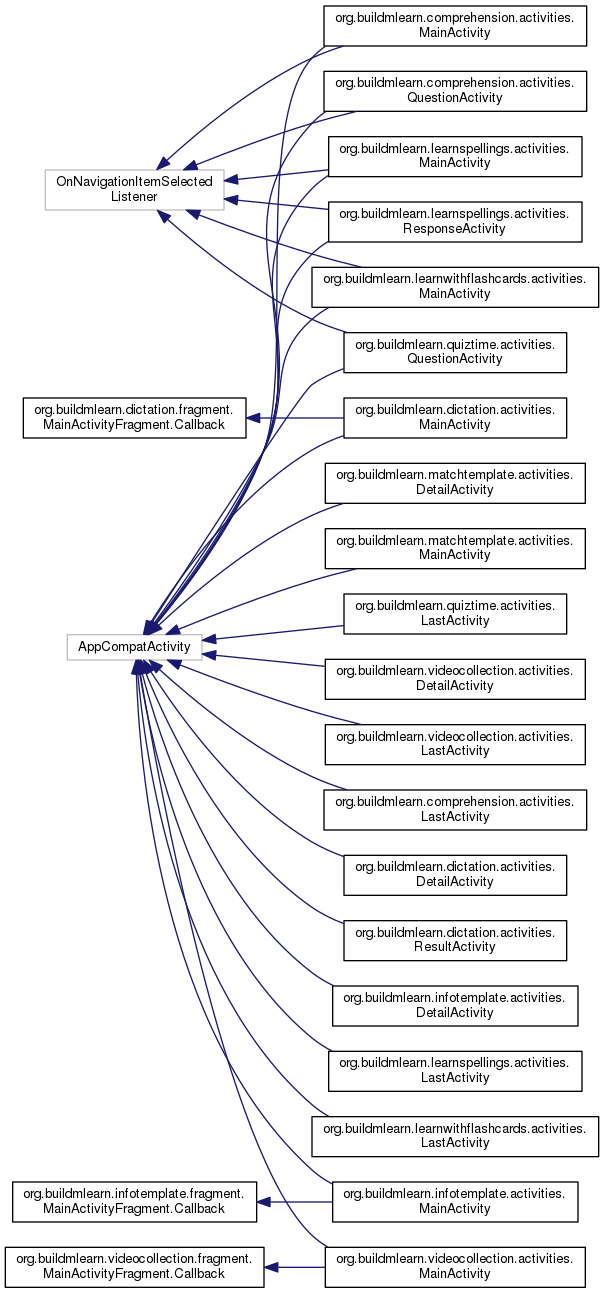 org.buildmlearn.comprehension.activities.
MainActivity
org.buildmlearn.comprehension.activities.
QuestionActivity
org.buildmlearn.learnspellings.activities.
MainActivity
OnNavigationItemSelected
Listener
org.buildmlearn.learnspellings.activities.
ResponseActivity
org.buildmlearn.learnwithflashcards.activities.
MainActivity
org.buildmlearn.quiztime.activities.
QuestionActivity
org.buildmlearn.dictation.fragment.
MainActivityFragment.Callback
org.buildmlearn.dictation.activities.
MainActivity
org.buildmlearn.matchtemplate.activities.
DetailActivity
org.buildmlearn.matchtemplate.activities.
MainActivity
org.buildmlearn.quiztime.activities.
LastActivity
AppCompatActivity
org.buildmlearn.videocollection.activities.
DetailActivity
org.buildmlearn.videocollection.activities.
LastActivity
org.buildmlearn.comprehension.activities.
LastActivity
org.buildmlearn.dictation.activities.
DetailActivity
org.buildmlearn.dictation.activities.
ResultActivity
org.buildmlearn.infotemplate.activities.
DetailActivity
org.buildmlearn.learnspellings.activities.
LastActivity
org.buildmlearn.learnwithflashcards.activities.
LastActivity
org.buildmlearn.infotemplate.fragment.
MainActivityFragment.Callback
org.buildmlearn.infotemplate.activities.
MainActivity
org.buildmlearn.videocollection.fragment.
MainActivityFragment.Callback
org.buildmlearn.videocollection.activities.
MainActivity